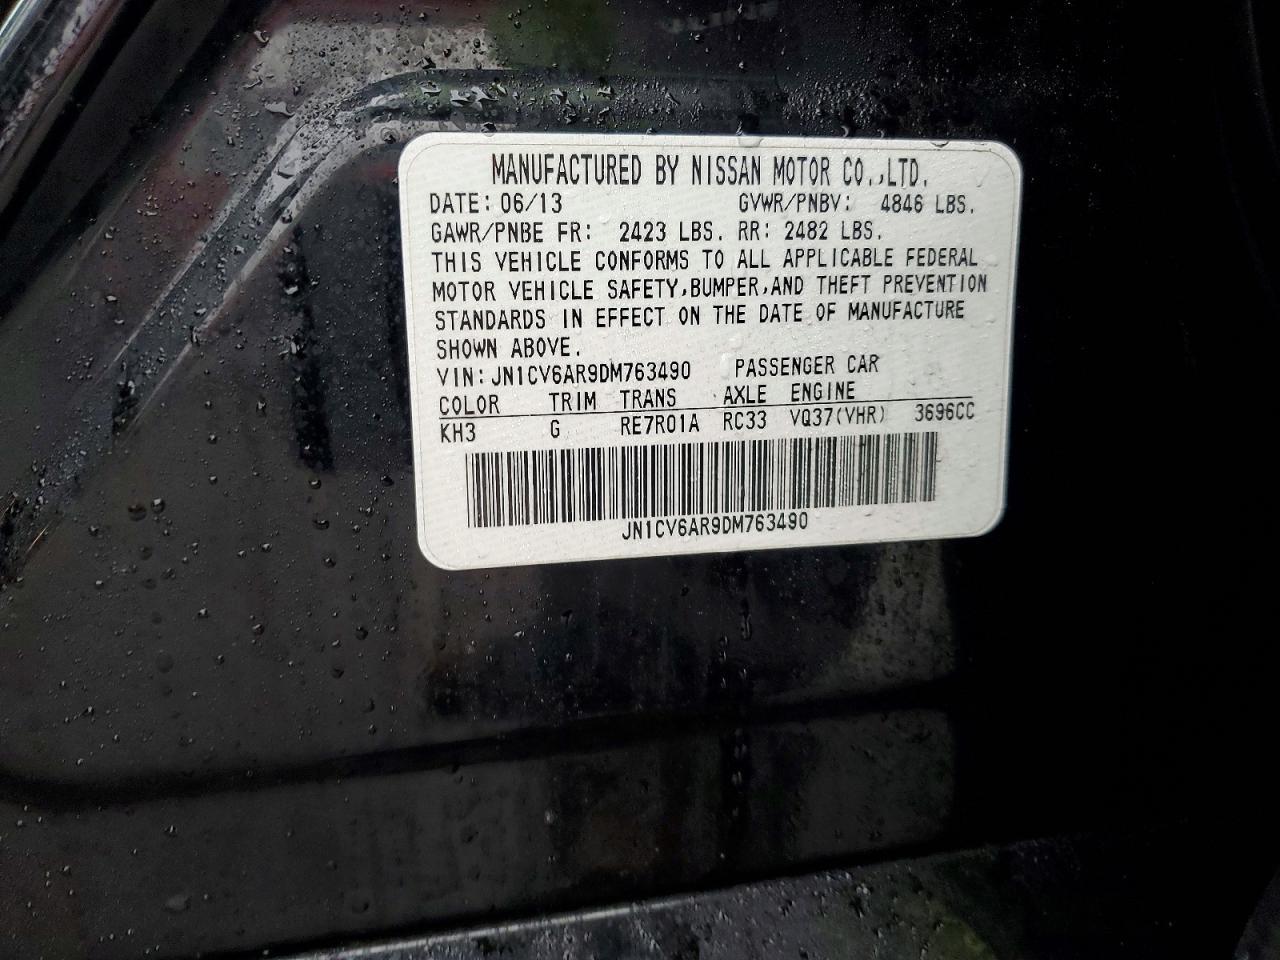 MANUFACTURED BY NISSAN MOTOR CO.,LTD.
DATE: 06/13 GVWR/PNBV: 4846 LBS.
GAWR/PNBE FR: 2423 LBS. RR: 2482 LBS.
THIS VEHICLE CONFORMS TO ALL APPLICABLE FEDERAL
MOTOR VEHICLE SAFETY,BUMPER,AND THEFT PREVENTION
STANDARDS IN EFFECT ON THE DATE OF MANUFACTURE
SHOWN ABOVE.
VIN: JN1CV6AR9DM763490 PASSENGER CAR
COLOR TRIM TRANS AXLE ENGINE
KH3 G RE7R01A RC33 VQ37(VHR) 3696CC
JN1CV6AR9DM763490